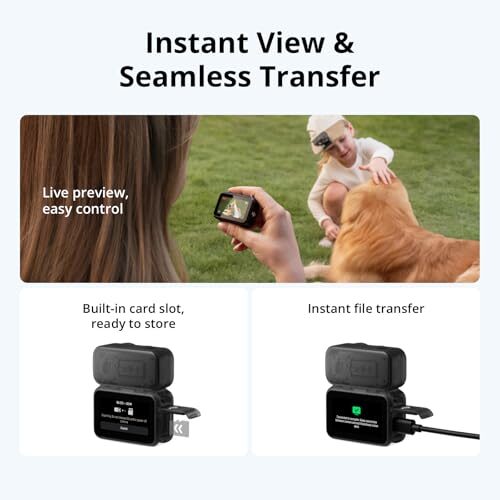 Instant View &
Seamless Transfer
Live preview,
easy control
Built-in card slot,
ready to store
Instant file transfer